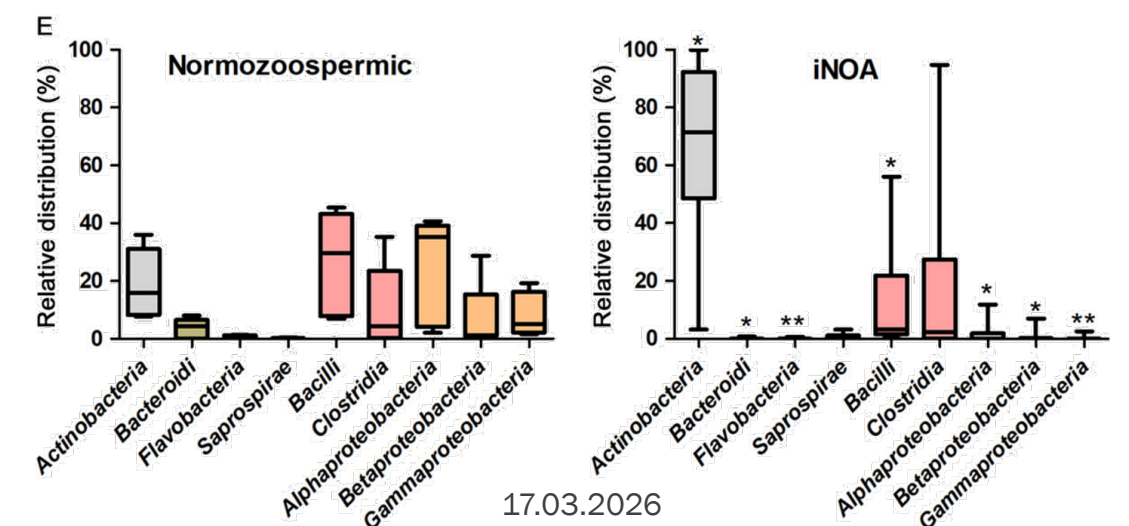 E
Normozoospermic
Relative distribution (%)
100
80
60
40
20
0
Actinobacteria
Bacteroidi
Flavobacteria
Saprospirae
Bacilli
Clostridia
Alphaproteobacteria
Betaproteobacteria
Gammaproteobacteria
iNOA
Relative distribution (%)
100
80
60
40
20
0
*
*
**
*
*
*
**
Actinobacteria
Bacteroidi
Flavobacteria
Saprospirae
Bacilli
Clostridia
Alphaproteobacteria
Betaproteobacteria
Gammaproteobacteria
17.03.2026